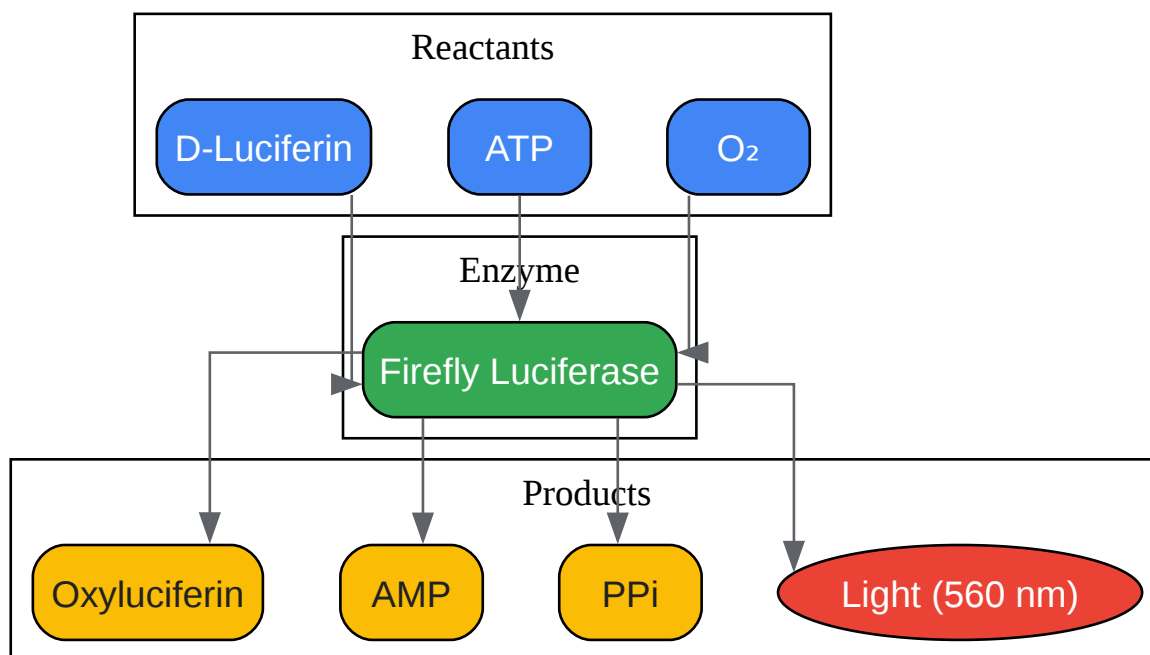 Reactants
D-Luciferin
ATP
O₂
Enzyme
Firefly Luciferase
Products
Oxyluciferin
AMP
PPi
Light (560 nm)